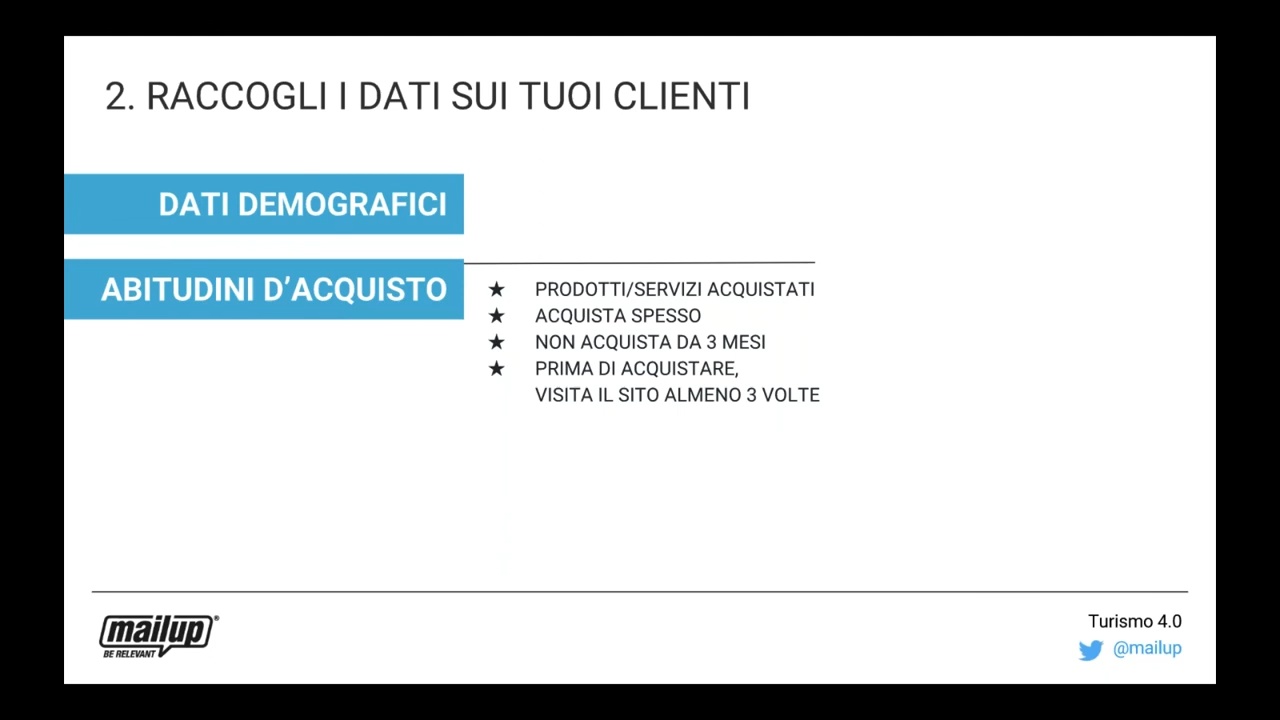 2. RACCOGLI I DATI SUI TUOI CLIENTI
DATI DEMOGRAFICI
ABITUDINI D’ACQUISTO
★ PRODOTTI/SERVIZI ACQUISTATI
★ ACQUISTA SPESSO
★ NON ACQUISTA DA 3 MESI
★ PRIMA DI ACQUISTARE,
VISITA IL SITO ALMENO 3 VOLTE
mailup®
BE RELEVANT
Turismo 4.0
@mailup